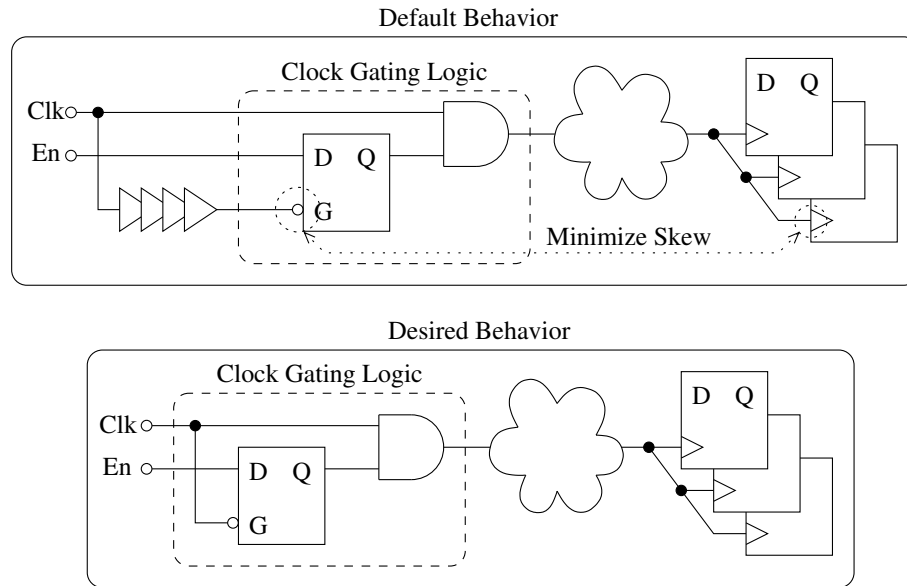 Default Behavior
Clock Gating Logic
Clk
En
D Q
G
D Q
Minimize Skew
Desired Behavior
Clock Gating Logic
Clk
En
D Q
G
D Q